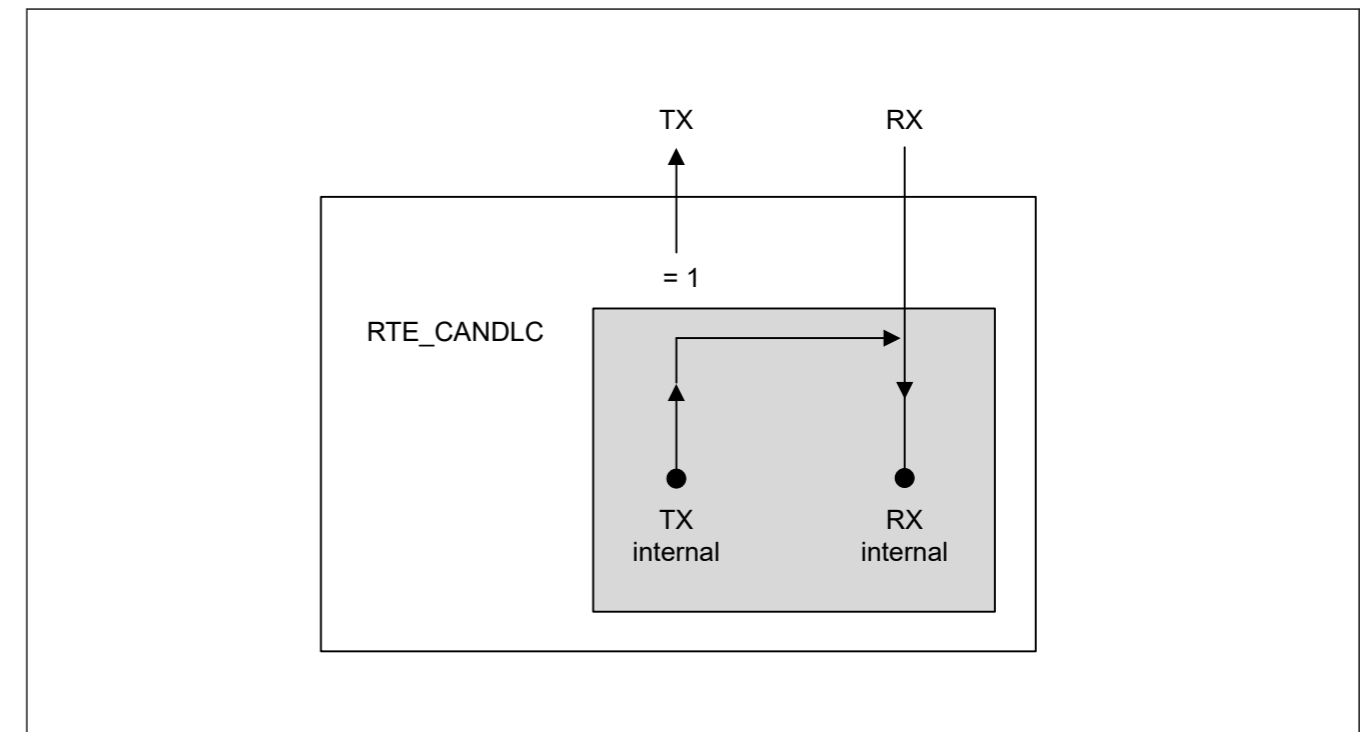 TX
RX
= 1
RTE_CANDLC
TX
internal
RX
internal